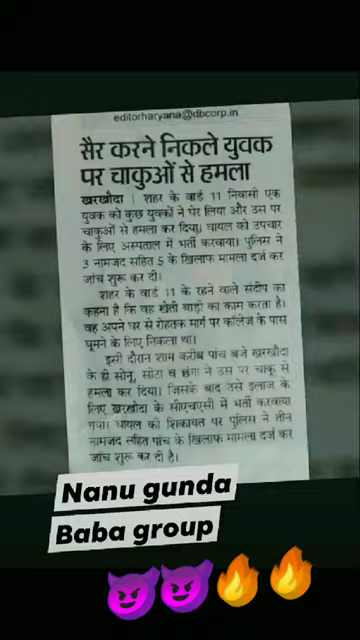 editorharyana@dbcorp.in
सैर करने निकले युवक
पर चाकुओं से हमला
खरखौदा | शहर के वार्ड 11 निवासी एक
युवक को कुछ युवकों ने घेर लिया और उस पर
चाकुओं से हमला कर दिया। घायल को उपचार
के लिए अस्पताल में भर्ती करवाया। पुलिस ने
3 नामजद सहित 5 के खिलाफ मामला दर्ज कर
जांच शुरू कर दी।
शहर के वार्ड 11 के रहने वाले संदीप का
कहना है कि वह खेती बाड़ी का काम करता है।
वह अपने घर से रोहतक मार्ग पर कॉलेज के पास
घूमने के लिए निकला था।
इसी दौरान शाम करीब पांच बजे खरखौदा
के ही सोनू, सोटा व छंगा ने उस पर चाकू से
हमला कर दिया। जिसके बाद उसे इलाज के
लिए खरखौदा के सीएचएसी में भर्ती करवाया
गया। घायल की शिकायत पर पुलिस ने तीन
नामजद सहित पांच के खिलाफ मामला दर्ज कर
जांच शुरू कर दी है।
Nanu gunda
Baba group